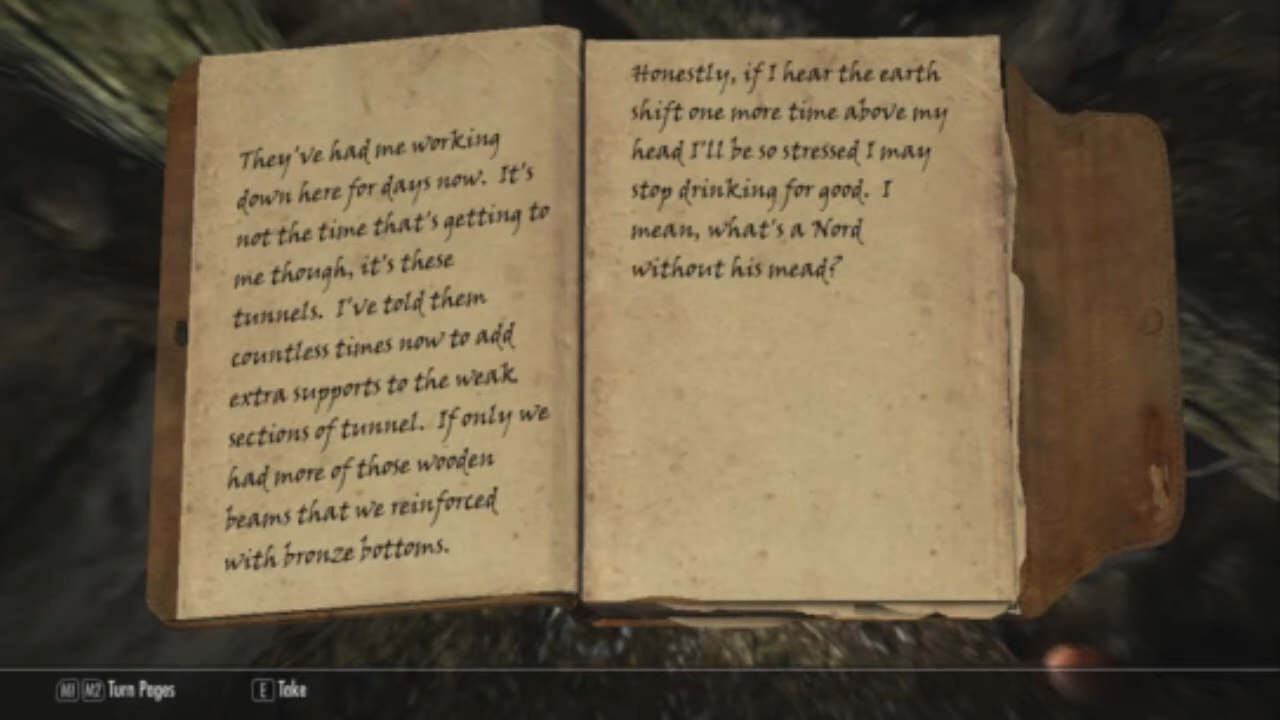 They've had me working
down here for days now. It's
not the time that's getting to
me though, it's these
tunnels. I've told them
countless times now to add
extra supports to the weak
sections of tunnel. If only we
had more of those wooden
beams that we reinforced
with bronze bottoms.
Honestly, if I hear the earth
shift one more time above my
head I'll be so stressed I may
stop drinking for good. I
mean, what's a Nord
without his mead?
M1 M2 Turn Pages
E Take